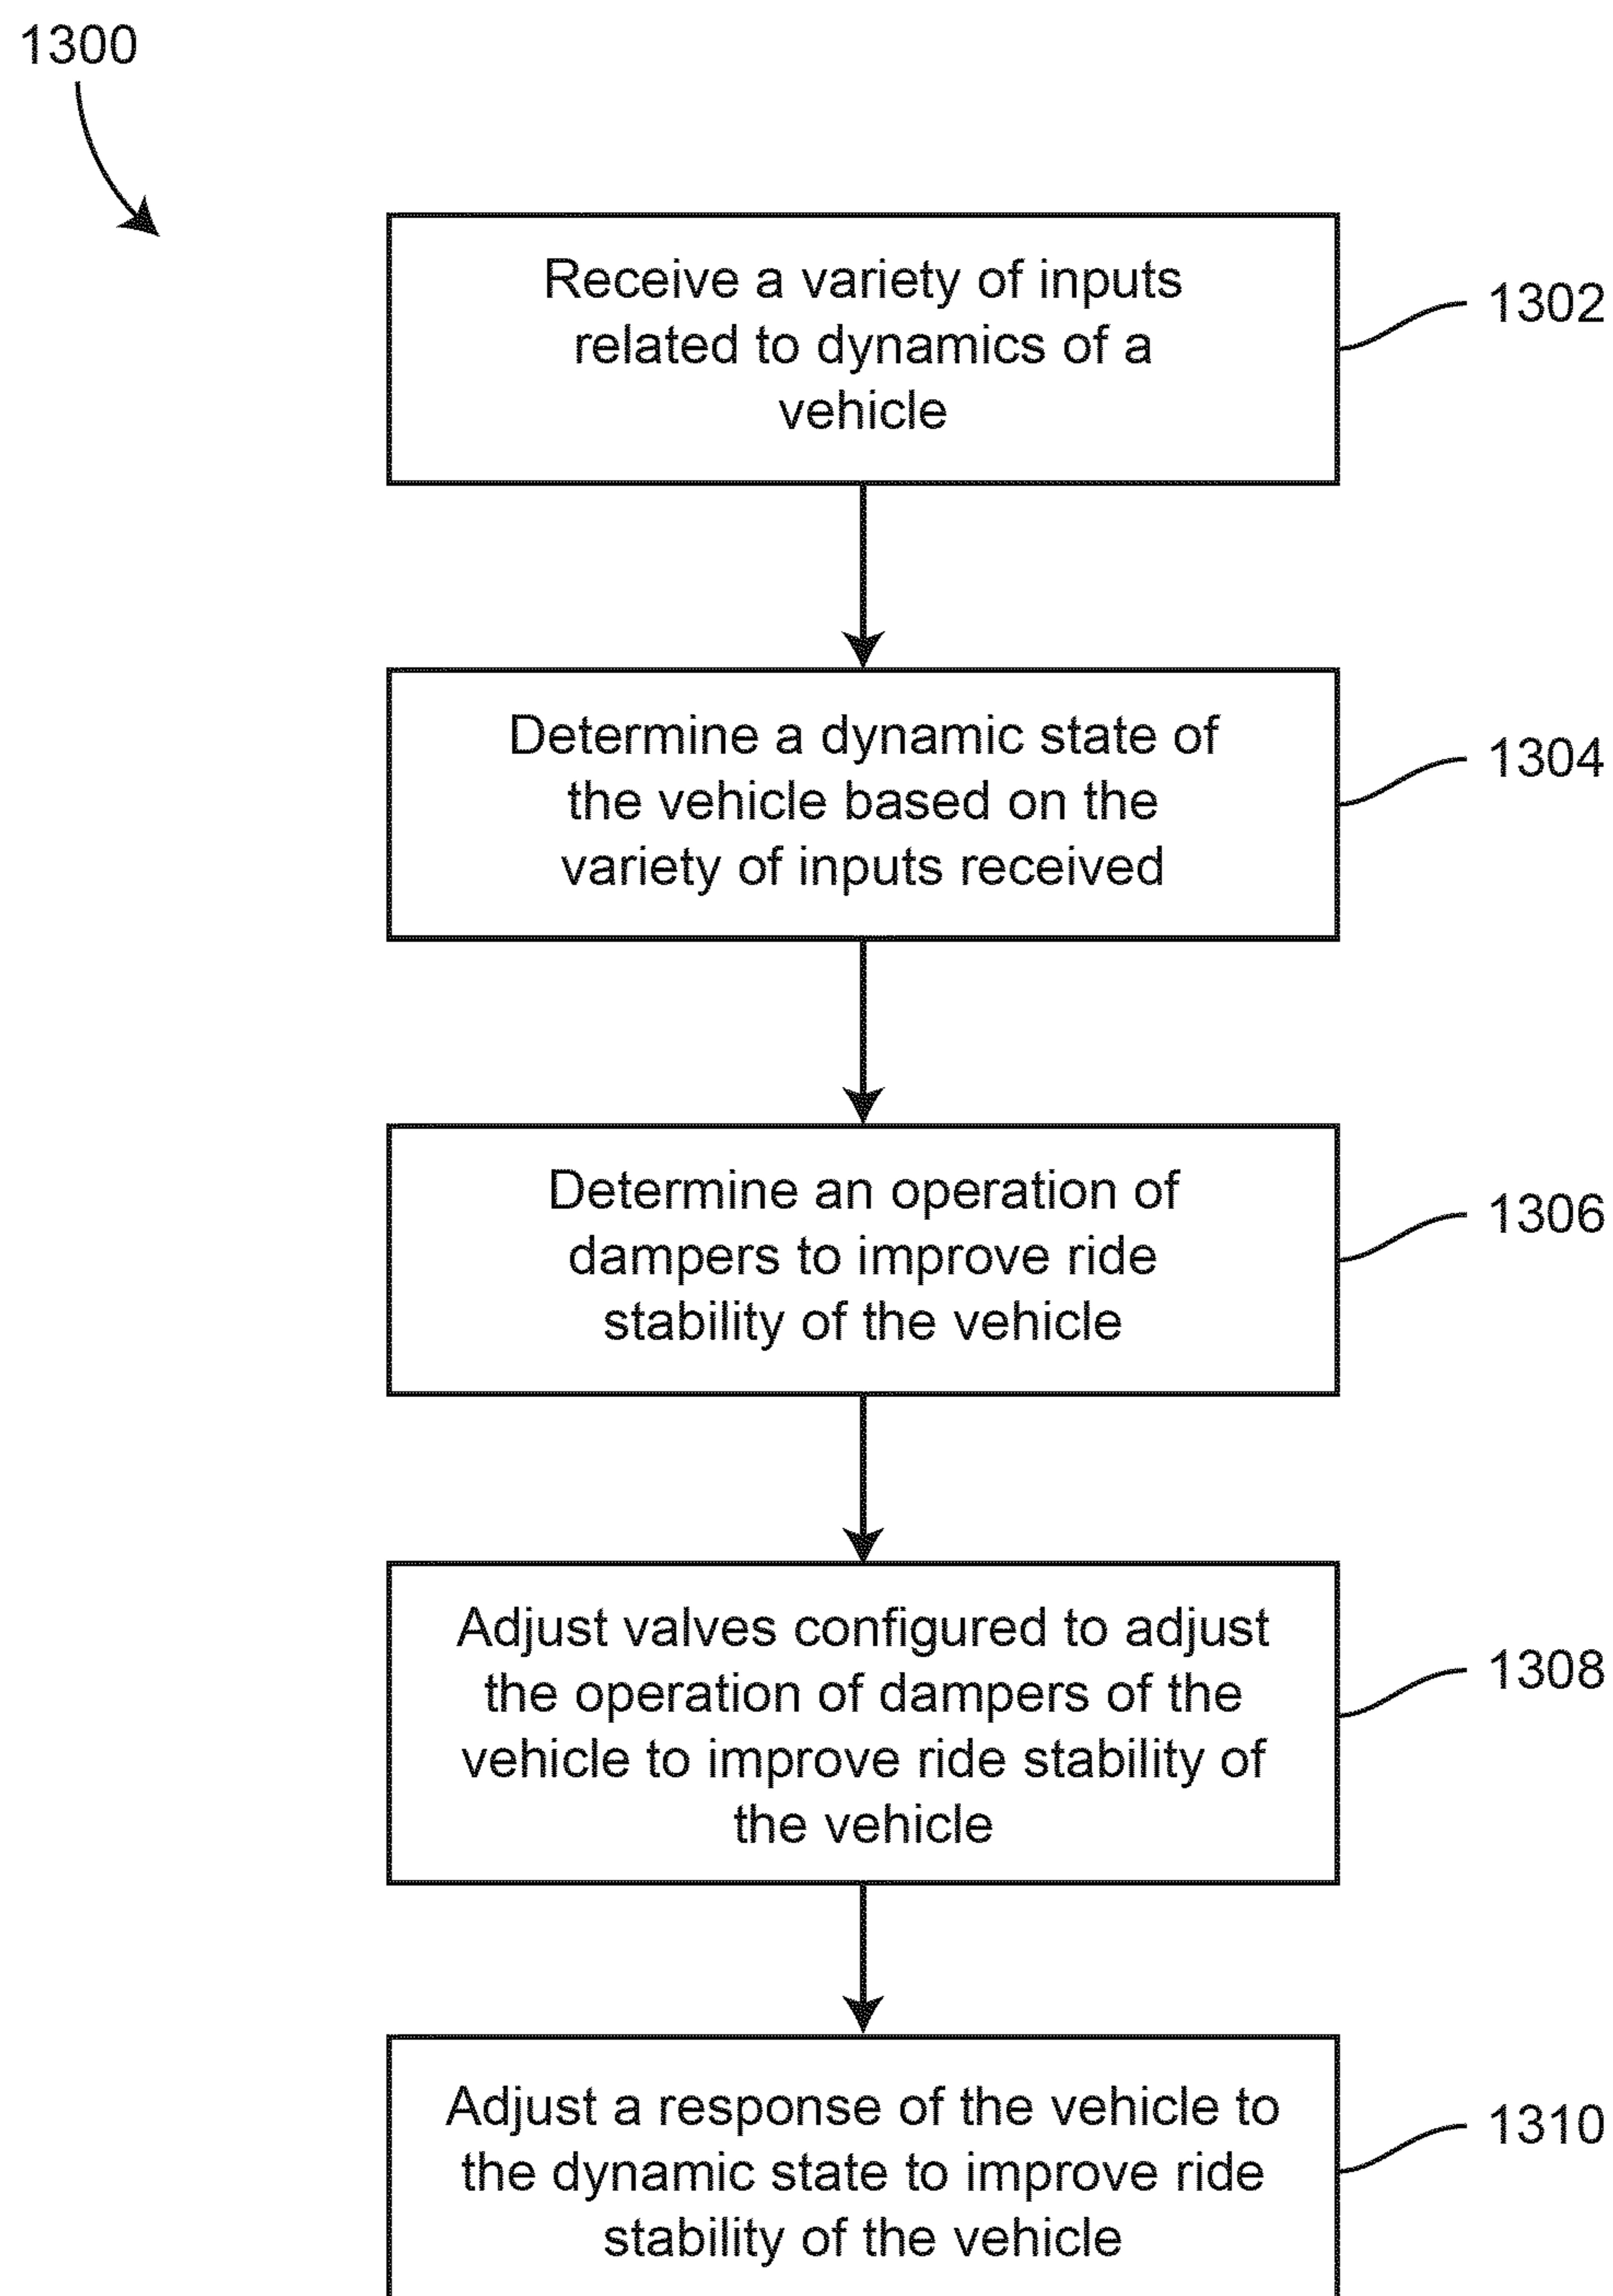 1300
Receive a variety of inputs
related to dynamics of a
vehicle
1302
Determine a dynamic state of
the vehicle based on the
variety of inputs received
1304
Determine an operation of
dampers to improve ride
stability of the vehicle
1306
Adjust valves configured to adjust
the operation of dampers of the
vehicle to improve ride stability of
the vehicle
1308
Adjust a response of the vehicle to
the dynamic state to improve ride
stability of the vehicle
1310